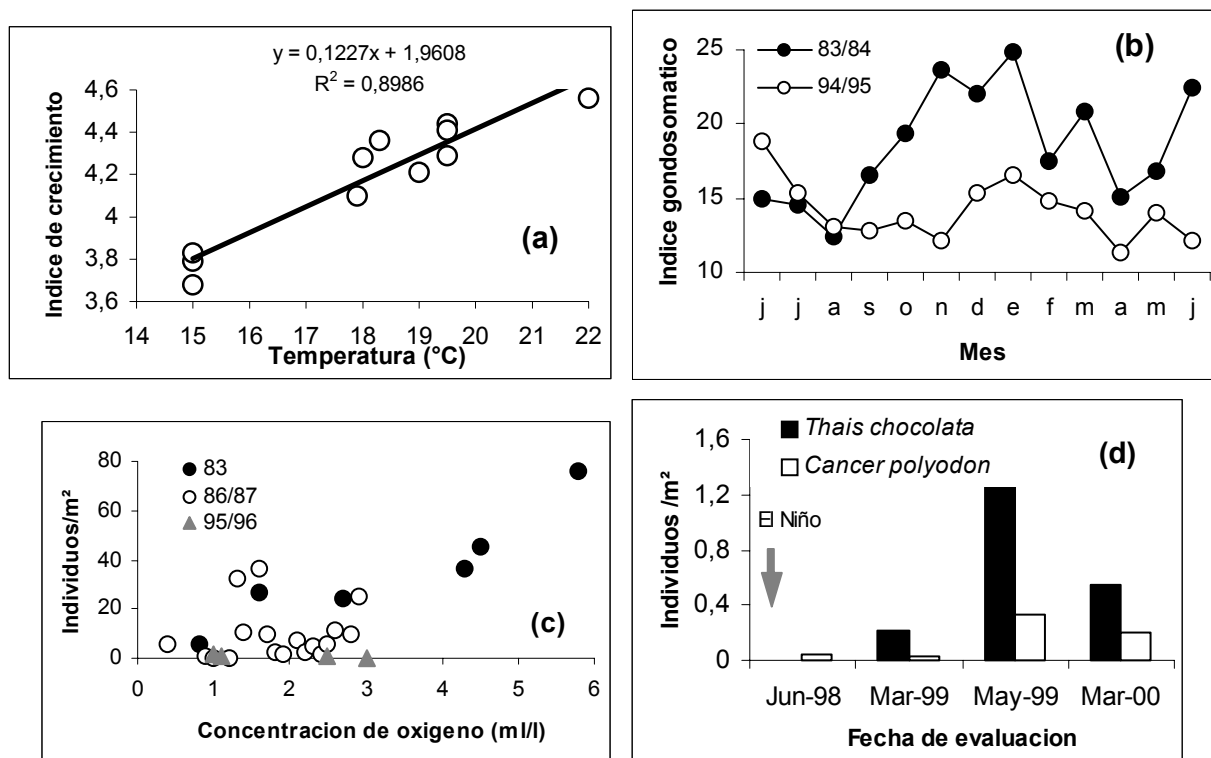 y = 0,1227x + 1,9608
R² = 0,8986
4,6
4,4
4,2
4
3,8
3,6
14 15 16 17 18 19 20 21 22
Indice de crecimiento
Temperatura (°C)
(a)
(b)
83/84
94/95
25
20
15
10
Indice gondosomatico
j j a s o n d e f m a m j
Mes
83
86/87
95/96
80
60
40
20
0
Individuos/m²
(c)
0 1 2 3 4 5 6
Concentracion de oxigeno (ml/l)
Thais chocolata
Cancer polyodon
(d)
Niño
1,6
1,2
0,8
0,4
0
Individuos /m²
Jun-98 Mar-99 May-99 Mar-00
Fecha de evaluacion